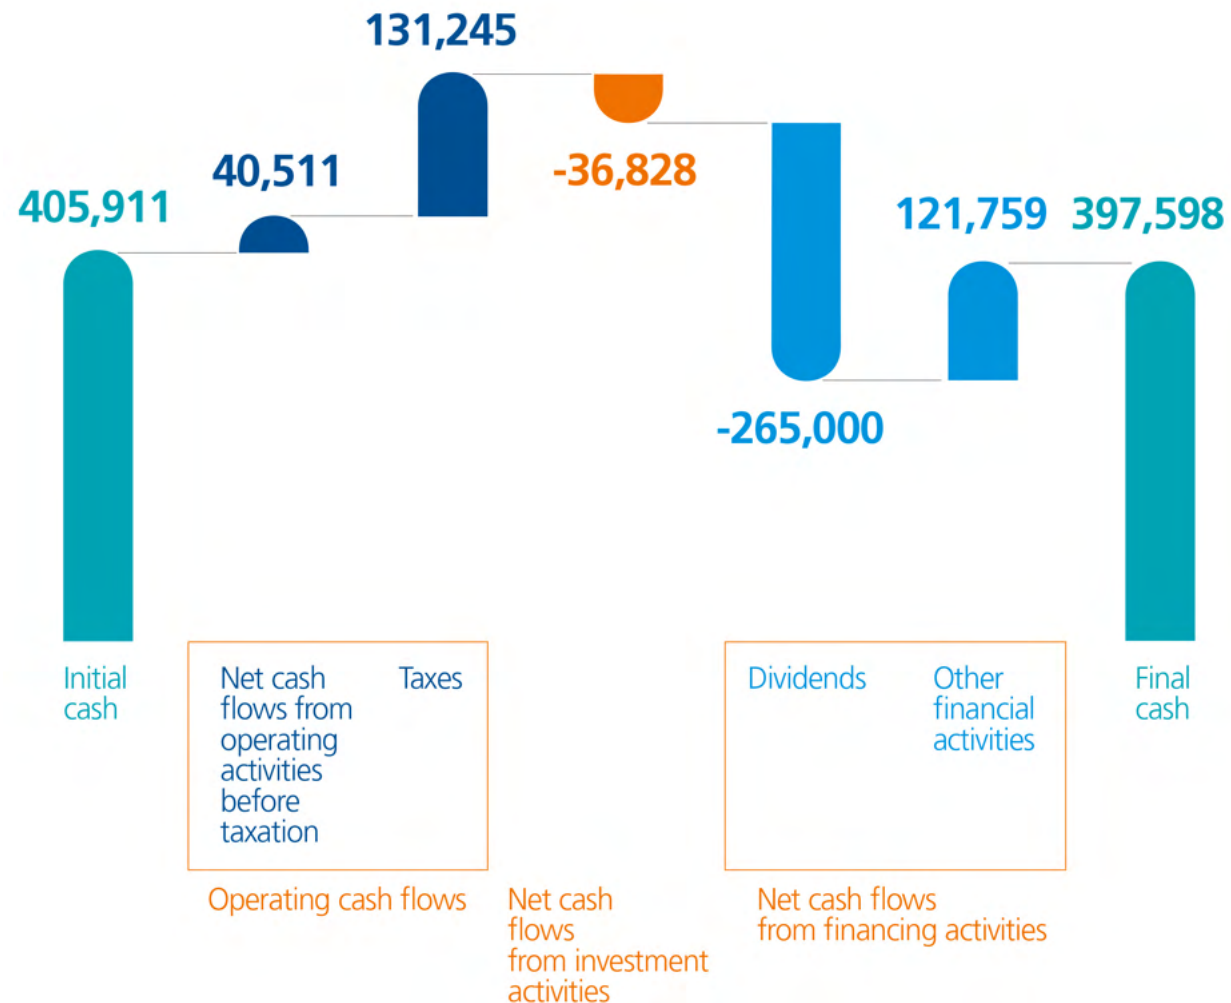 131,245
40,511
-36,828
405,911
121,759
397,598
-265,000
Initial
cash
Net cash
flows from
operating
activities
before
taxation
Taxes
Dividends
Other
financial
activities
Final
cash
Operating cash flows
Net cash
flows
from investment
activities
Net cash flows
from financing activities